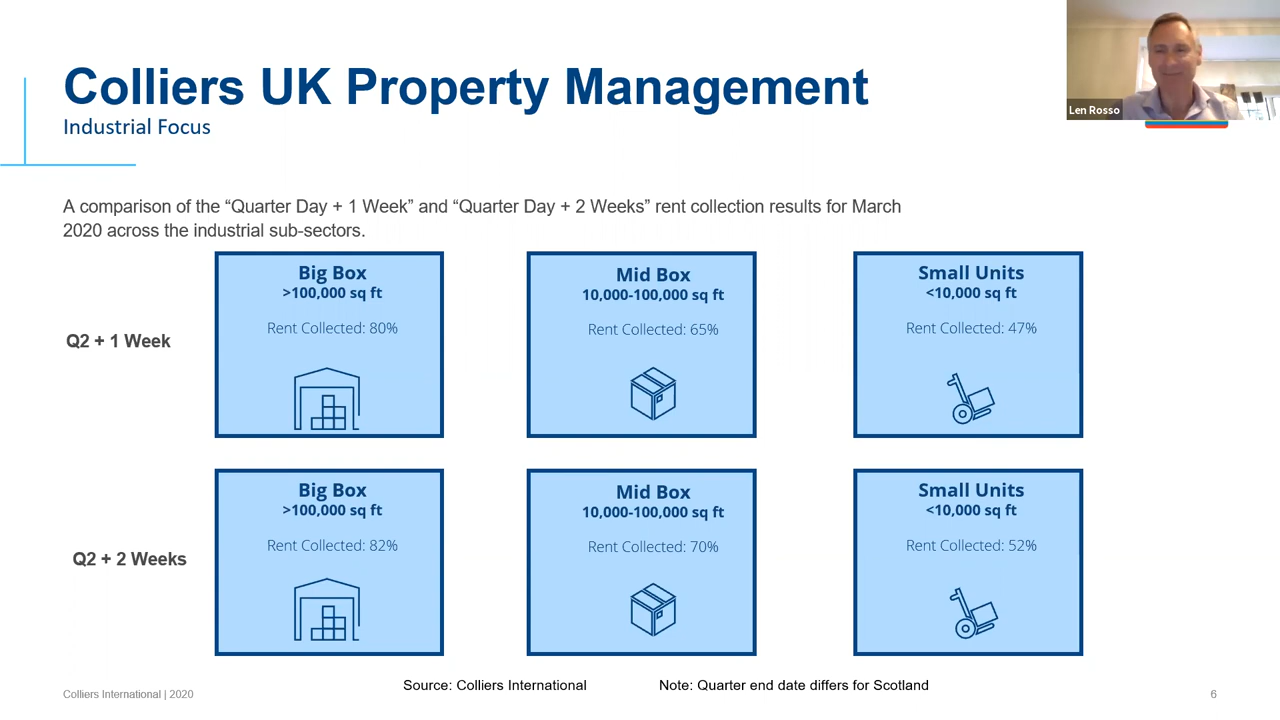 Colliers UK Property Management
Industrial Focus
Len Rosso
A comparison of the “Quarter Day + 1 Week” and “Quarter Day + 2 Weeks” rent collection results for March
2020 across the industrial sub-sectors.
Q2 + 1 Week
Big Box
>100,000 sq ft
Rent Collected: 80%
Mid Box
10,000-100,000 sq ft
Rent Collected: 65%
Small Units
<10,000 sq ft
Rent Collected: 47%
Q2 + 2 Weeks
Big Box
>100,000 sq ft
Rent Collected: 82%
Mid Box
10,000-100,000 sq ft
Rent Collected: 70%
Small Units
<10,000 sq ft
Rent Collected: 52%
Colliers International | 2020
Source: Colliers International
Note: Quarter end date differs for Scotland
6